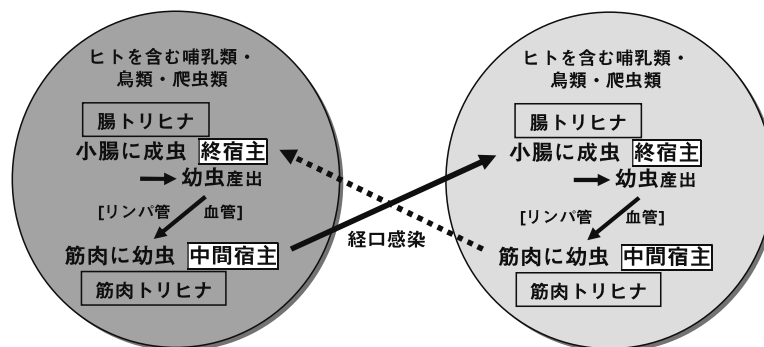 ヒトを含む哺乳類・
鳥類・爬虫類
腸トリヒナ
小腸に成虫 終宿主
幼虫産出
[リンパ管 血管]
筋肉に幼虫 中間宿主
筋肉トリヒナ
経口感染
ヒトを含む哺乳類・
鳥類・爬虫類
腸トリヒナ
小腸に成虫 終宿主
幼虫産出
[リンパ管 血管]
筋肉に幼虫 中間宿主
筋肉トリヒナ